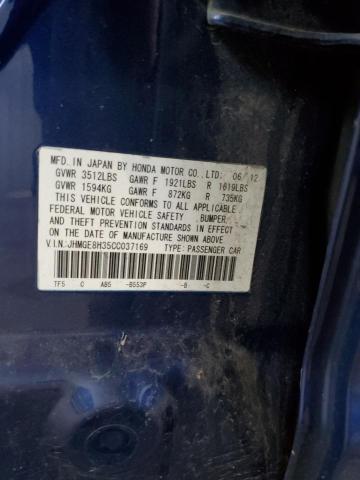 MFD. IN JAPAN BY HONDA MOTOR CO., LTD. 06/12
GVWR 3512LBS GAWR F 1921LBS R 1619LBS
GVWR 1594KG GAWR F 872KG R 735KG
THIS VEHICLE CONFORMS TO ALL APPLICABLE
FEDERAL MOTOR VEHICLE SAFETY, BUMPER,
AND THEFT PREVENTION STANDARDS IN EFFECT
ON THE DATE OF MANUFACTURE SHOWN ABOVE.
V.I.N. JHMGE8H35CC037169 TYPE: PASSENGER CAR
TF5 C AB5 -B553P -B -C